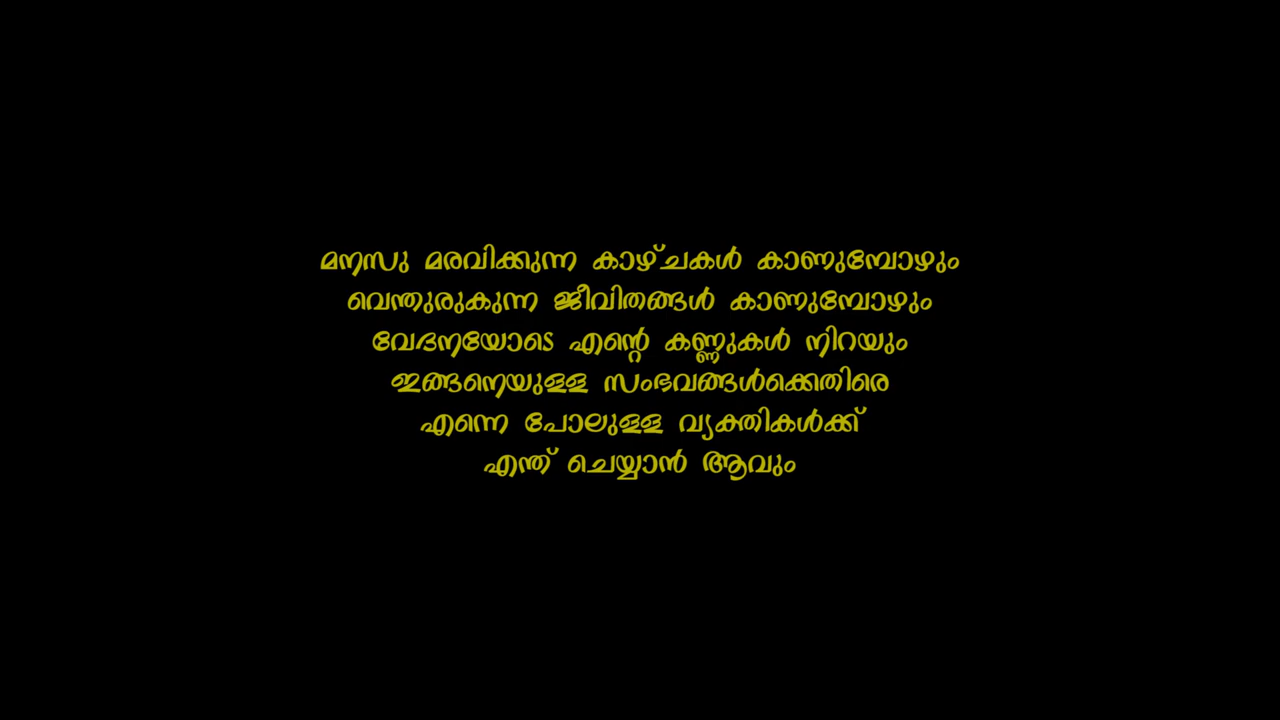 മനസു മരവിക്കുന്ന കാഴ്ചകൾ കാണുമ്പോഴും
വെന്തുരുകുന്ന ജീവിതങ്ങൾ കാണുമ്പോഴും
വേദനയോടെ എന്റെ കണ്ണുകൾ നിറയും
ഇങ്ങനെയുള്ള സംഭവങ്ങൾക്കെതിരെ
എന്നെ പോലുള്ള വ്യക്തികൾക്ക്
എന്ത് ചെയ്യാൻ ആവും